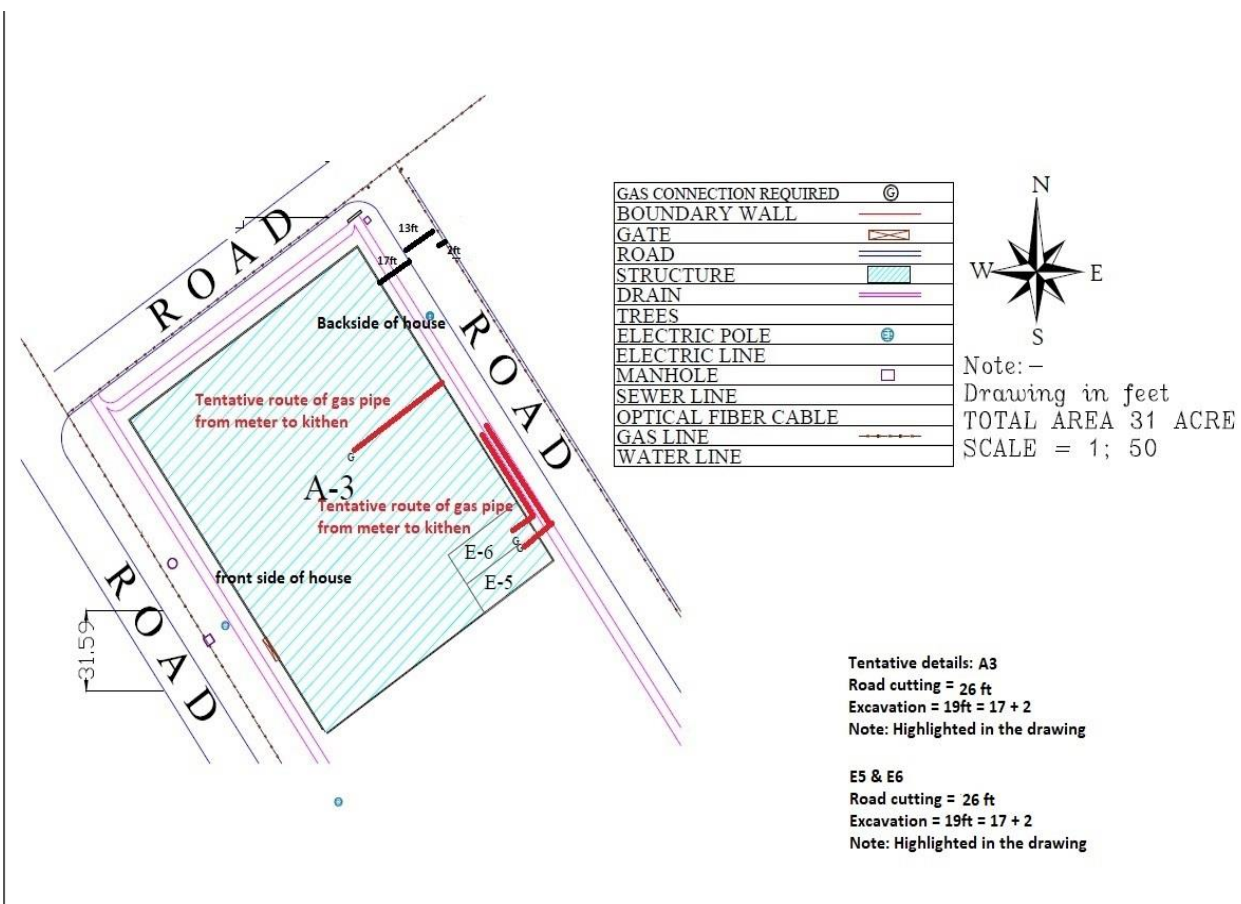 ROAD
13ft
2ft
17ft
Backside of house
ROAD
Tentative route of gas pipe
from meter to kithen
G
A-3
Tentative route of gas pipe
from meter to kithen
G
G
E-6
E-5
front side of house
ROAD
31.59
GAS CONNECTION REQUIRED G
BOUNDARY WALL
GATE
ROAD
STRUCTURE
DRAIN
TREES
ELECTRIC POLE
ELECTRIC LINE
MANHOLE
SEWER LINE
OPTICAL FIBER CABLE
GAS LINE
WATER LINE
N
W
E
S
Note:-
Drawing in feet
TOTAL AREA 31 ACRE
SCALE = 1; 50
Tentative details: A3
Road cutting = 26 ft
Excavation = 19ft = 17 + 2
Note: Highlighted in the drawing
E5 & E6
Road cutting = 26 ft
Excavation = 19ft = 17 + 2
Note: Highlighted in the drawing